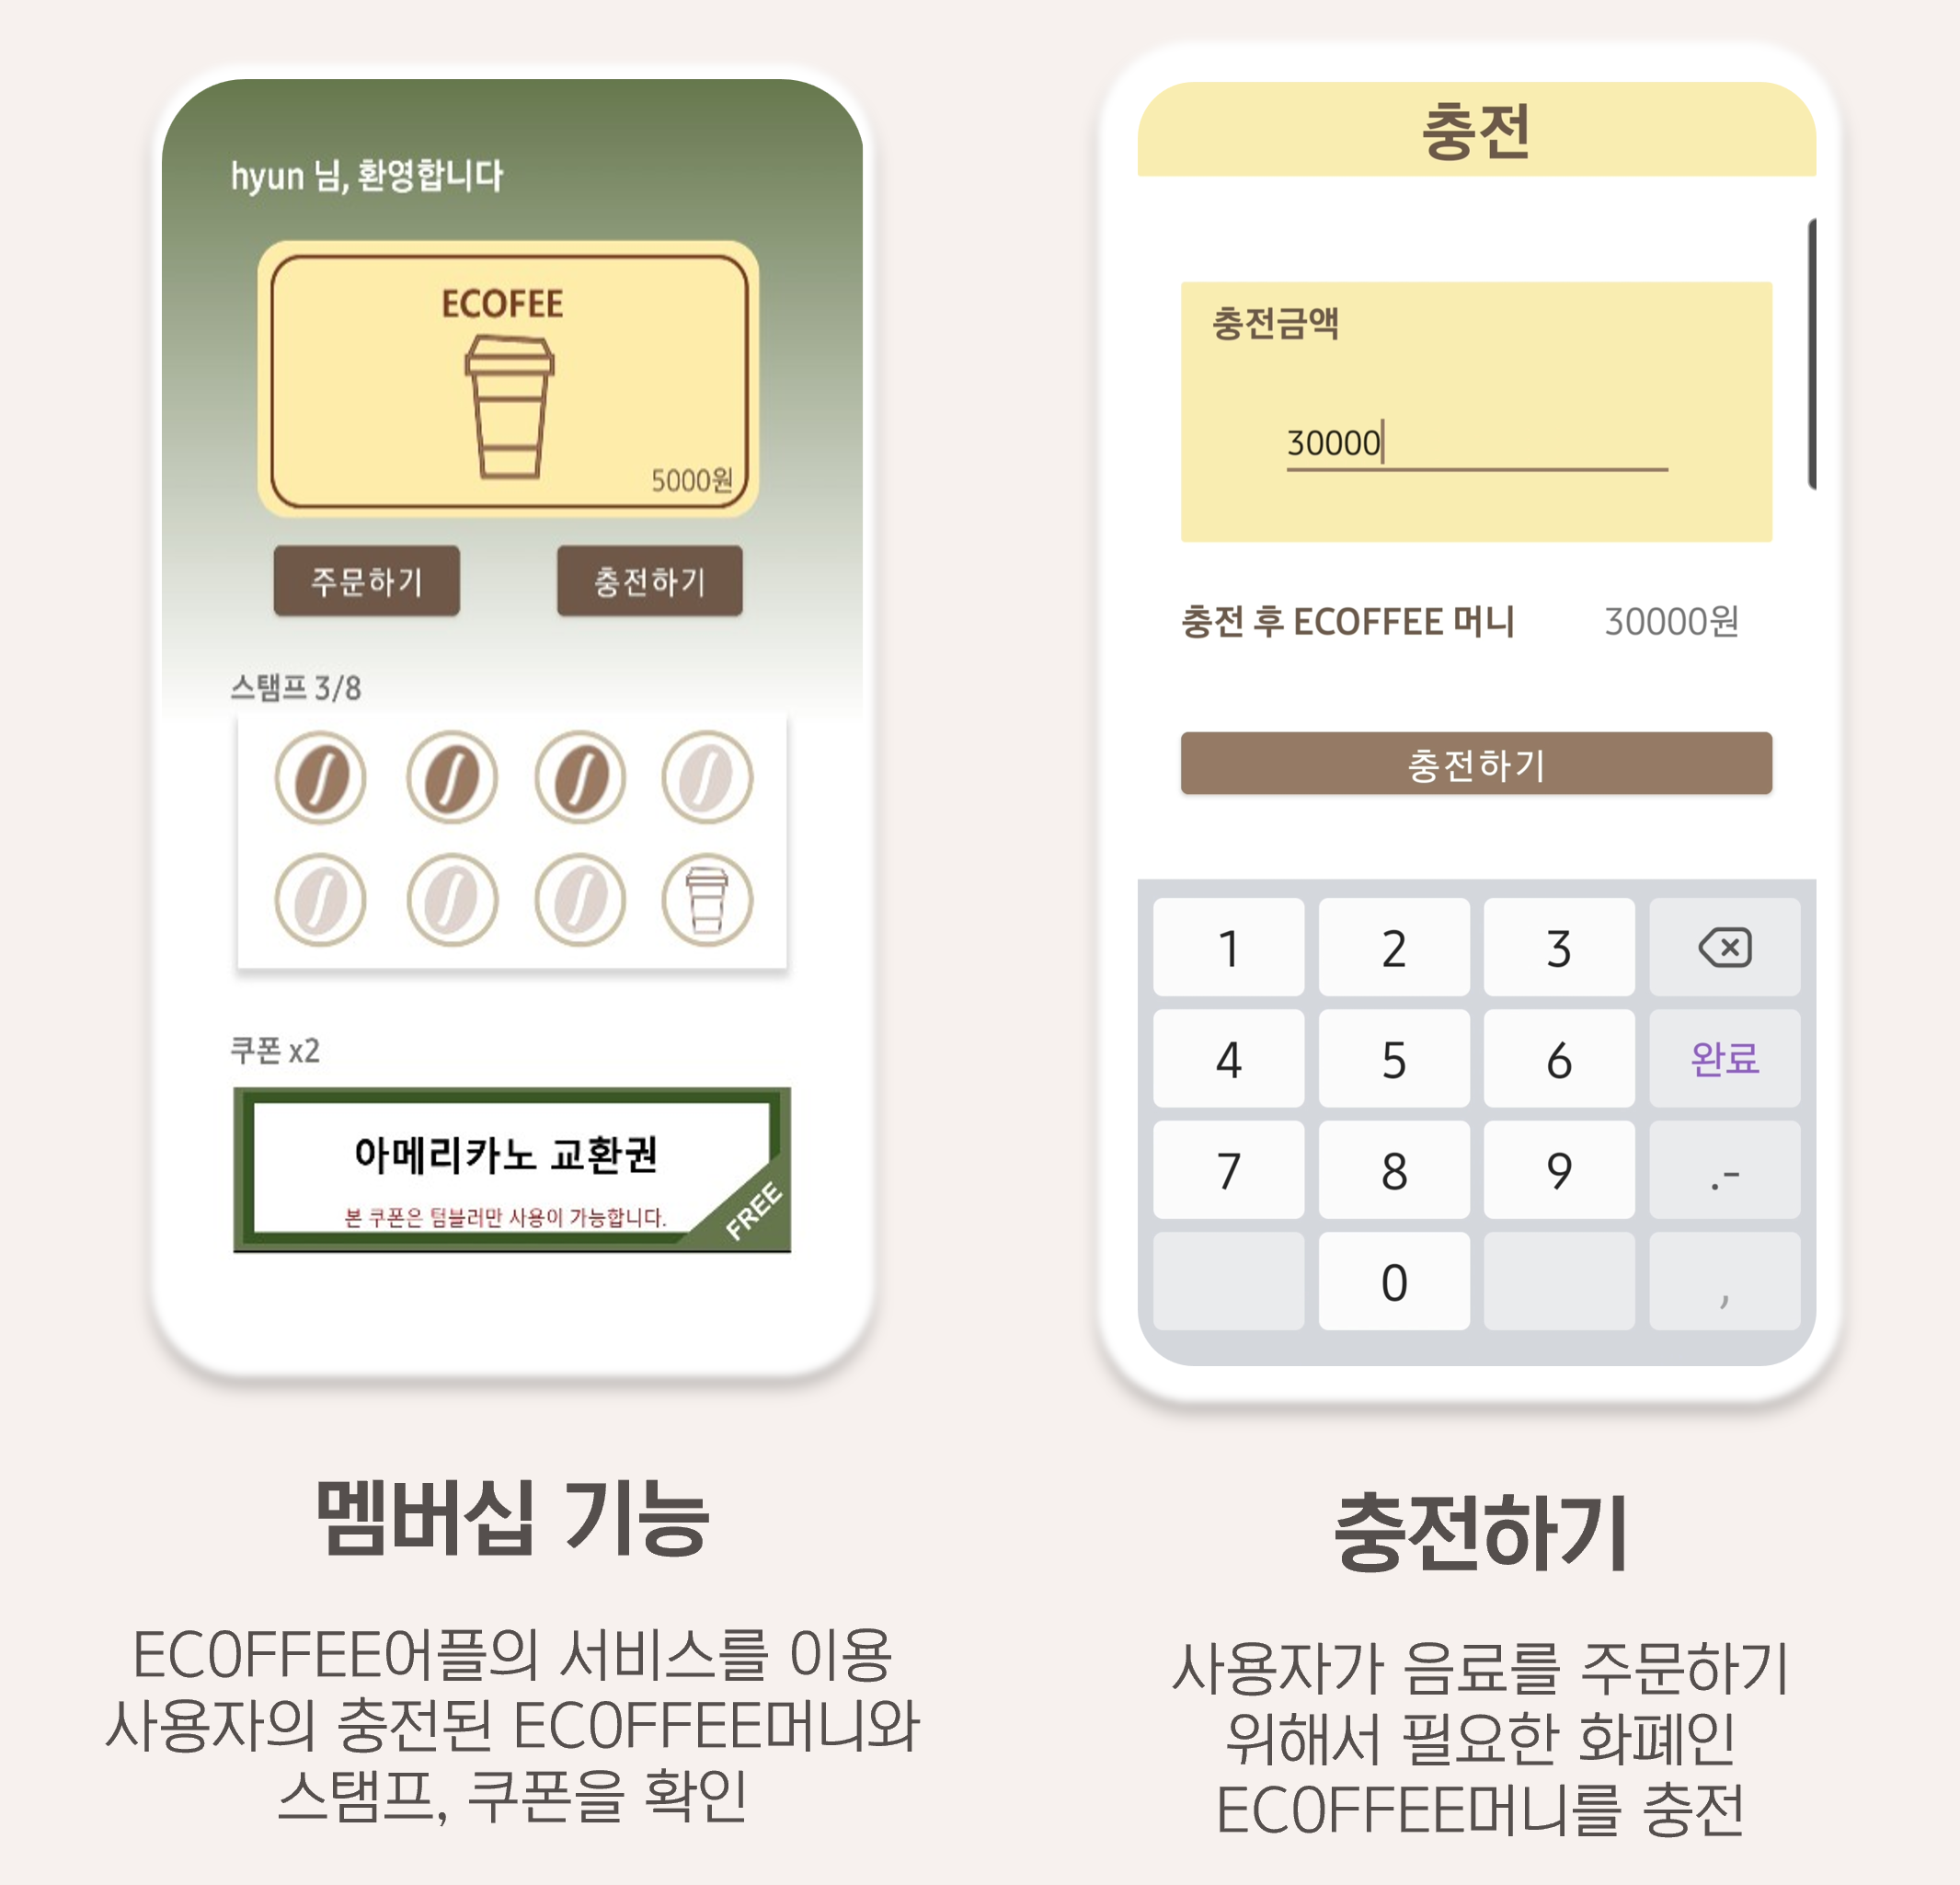 hyun 님, 환영합니다
ECOFEE
5000원
주문하기
충전하기
스탬프 3/8
쿠폰 x2
아메리카노 교환권
본 쿠폰은 텀블러만 사용이 가능합니다.
FREE
멤버십 기능
ECOFFEE어플의 서비스를 이용
사용자의 충전된 ECOFFEE머니와
스탬프, 쿠폰을 확인
충전
충전금액
30000
충전 후 ECOFFEE 머니 30000원
충전하기
1 2 3
4 5 6 완료
7 8 9 .-
0 ,
충전하기
사용자가 음료를 주문하기
위해서 필요한 화폐인
ECOFFEE머니를 충전